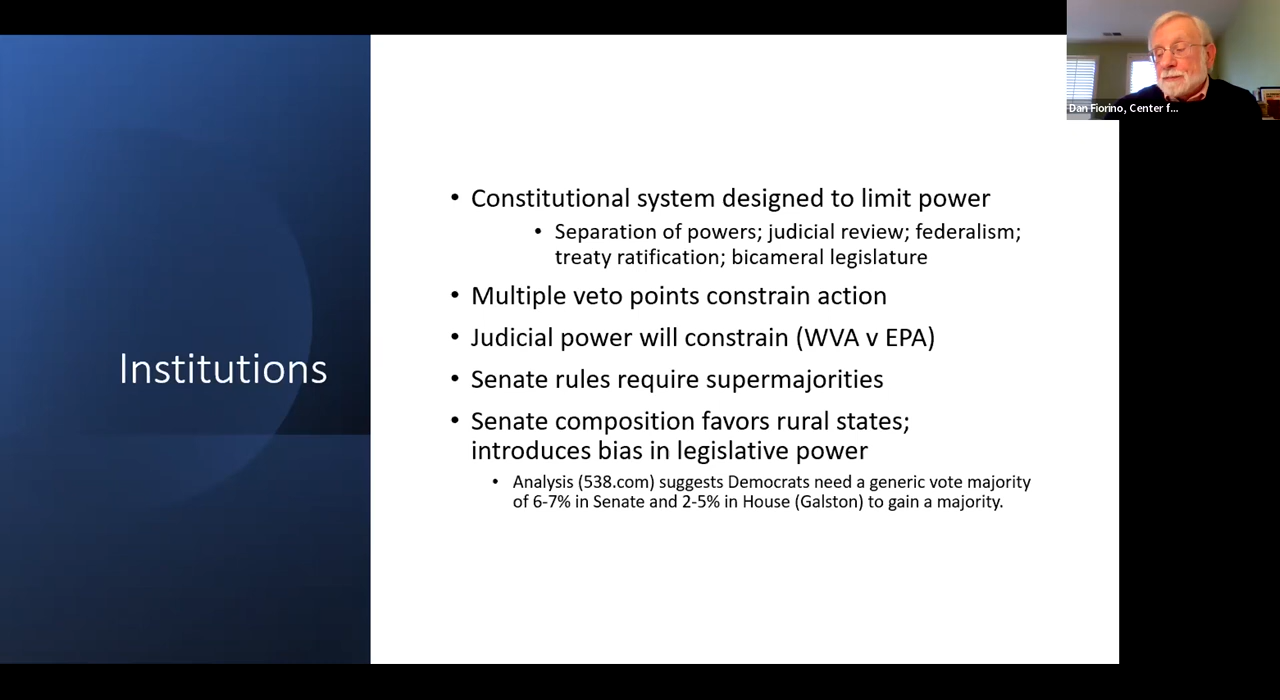 Dan Fiorino, Center f...
Institutions
• Constitutional system designed to limit power
• Separation of powers; judicial review; federalism;
treaty ratification; bicameral legislature
• Multiple veto points constrain action
• Judicial power will constrain (WVA v EPA)
• Senate rules require supermajorities
• Senate composition favors rural states;
introduces bias in legislative power
• Analysis (538.com) suggests Democrats need a generic vote majority
of 6-7% in Senate and 2-5% in House (Galston) to gain a majority.